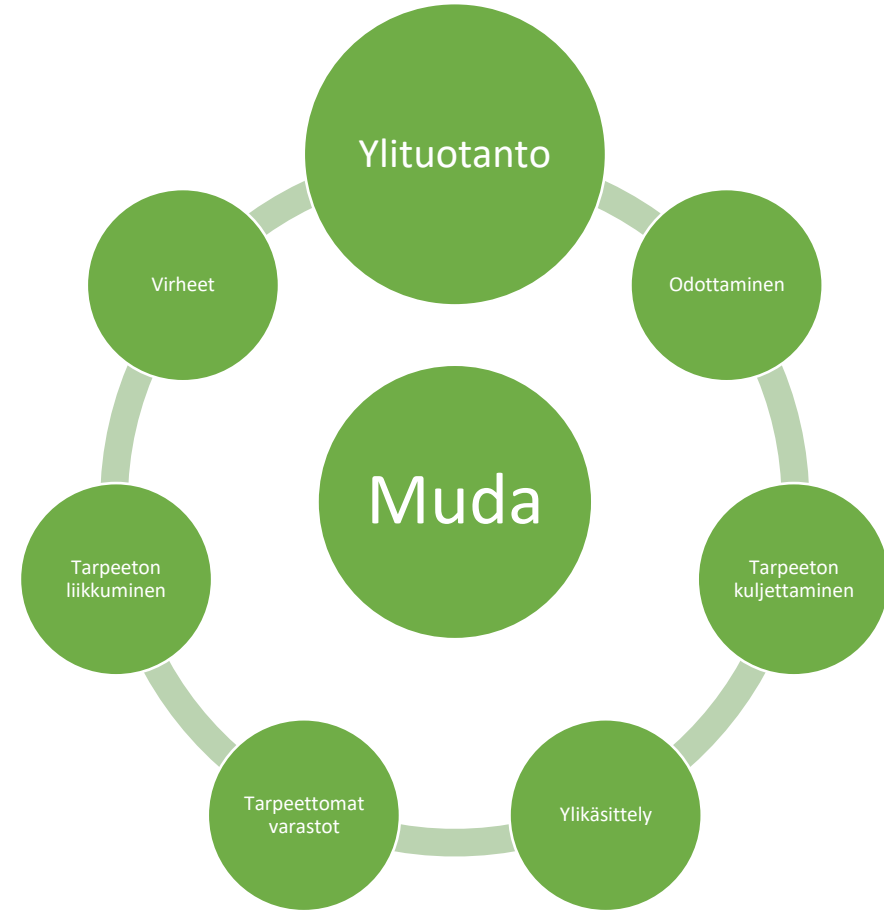 Ylituotanto
Odottaminen
Tarpeeton
kuljettaminen
Ylikäsittely
Tarpeettomat
varastot
Tarpeeton
liikkuminen
Virheet
Muda